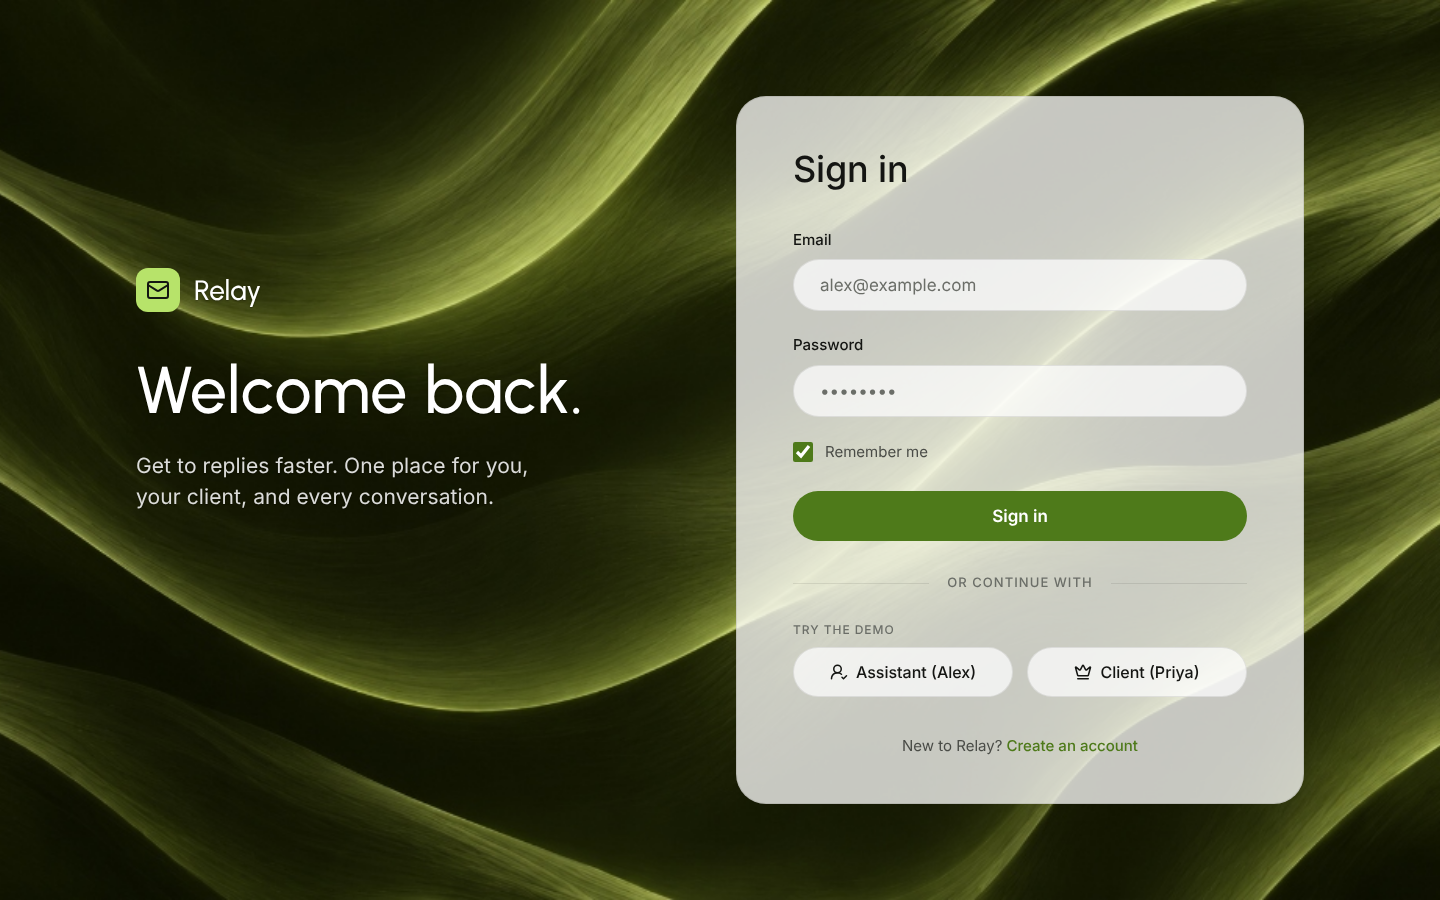 Relay
Welcome back.
Get to replies faster. One place for you,
your client, and every conversation.
Sign in
Email
alex@example.com
Password
••••••••
Remember me
Sign in
OR CONTINUE WITH
TRY THE DEMO
Assistant (Alex)
Client (Priya)
New to Relay? Create an account